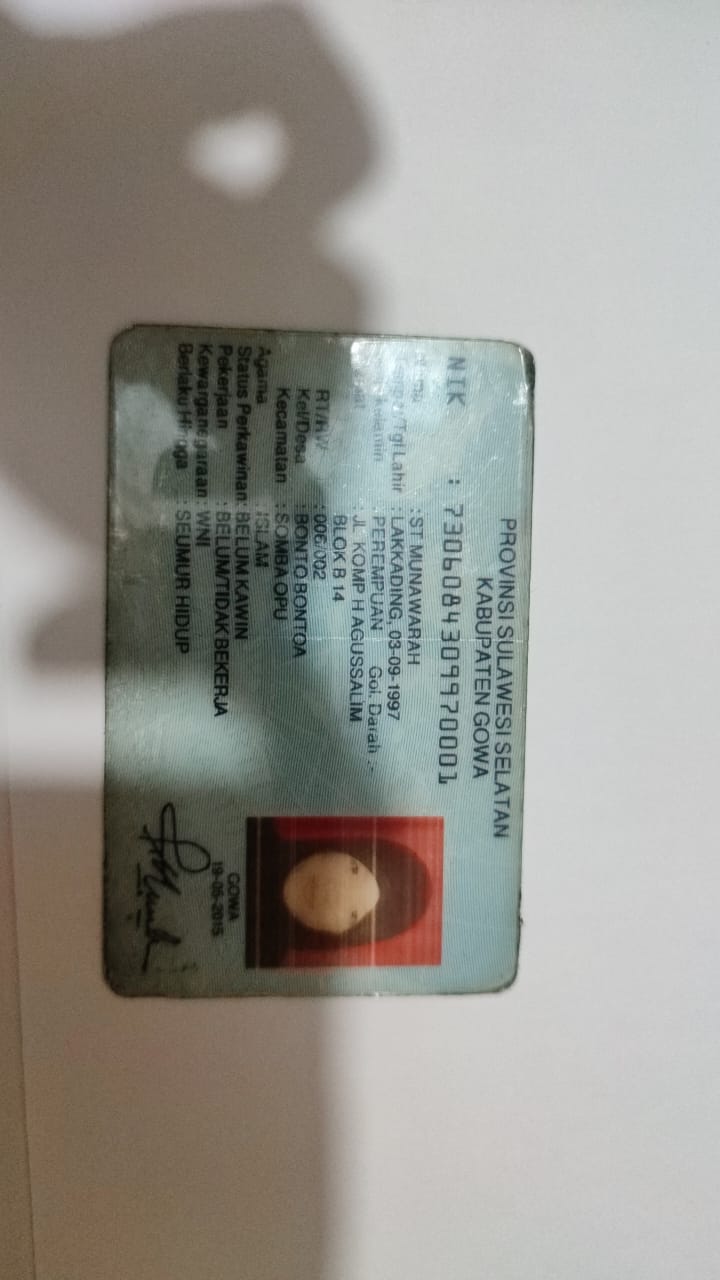 PROVINSI SULAWESI SELATAN
KABUPATEN GOWA
NIK : 7306084309970001
Nama : ST MUNAWARAH
Tempat/Tgl Lahir : LAKKADING, 03-09-1997
Kelamin : PEREMPUAN Gol. Darah : -
Alamat : JL KOMP H AGUSSALIM
BLOK B 14
RT/RW : 006/002
Kel/Desa : BONTO BONTOA
Kecamatan : SOMBA OPU
Agama : ISLAM
Status Perkawinan: BELUM KAWIN
Pekerjaan : BELUM/TIDAK BEKERJA
Kewarganegaraan: WNI
Berlaku Hingga : SEUMUR HIDUP
GOWA
19-05-2015